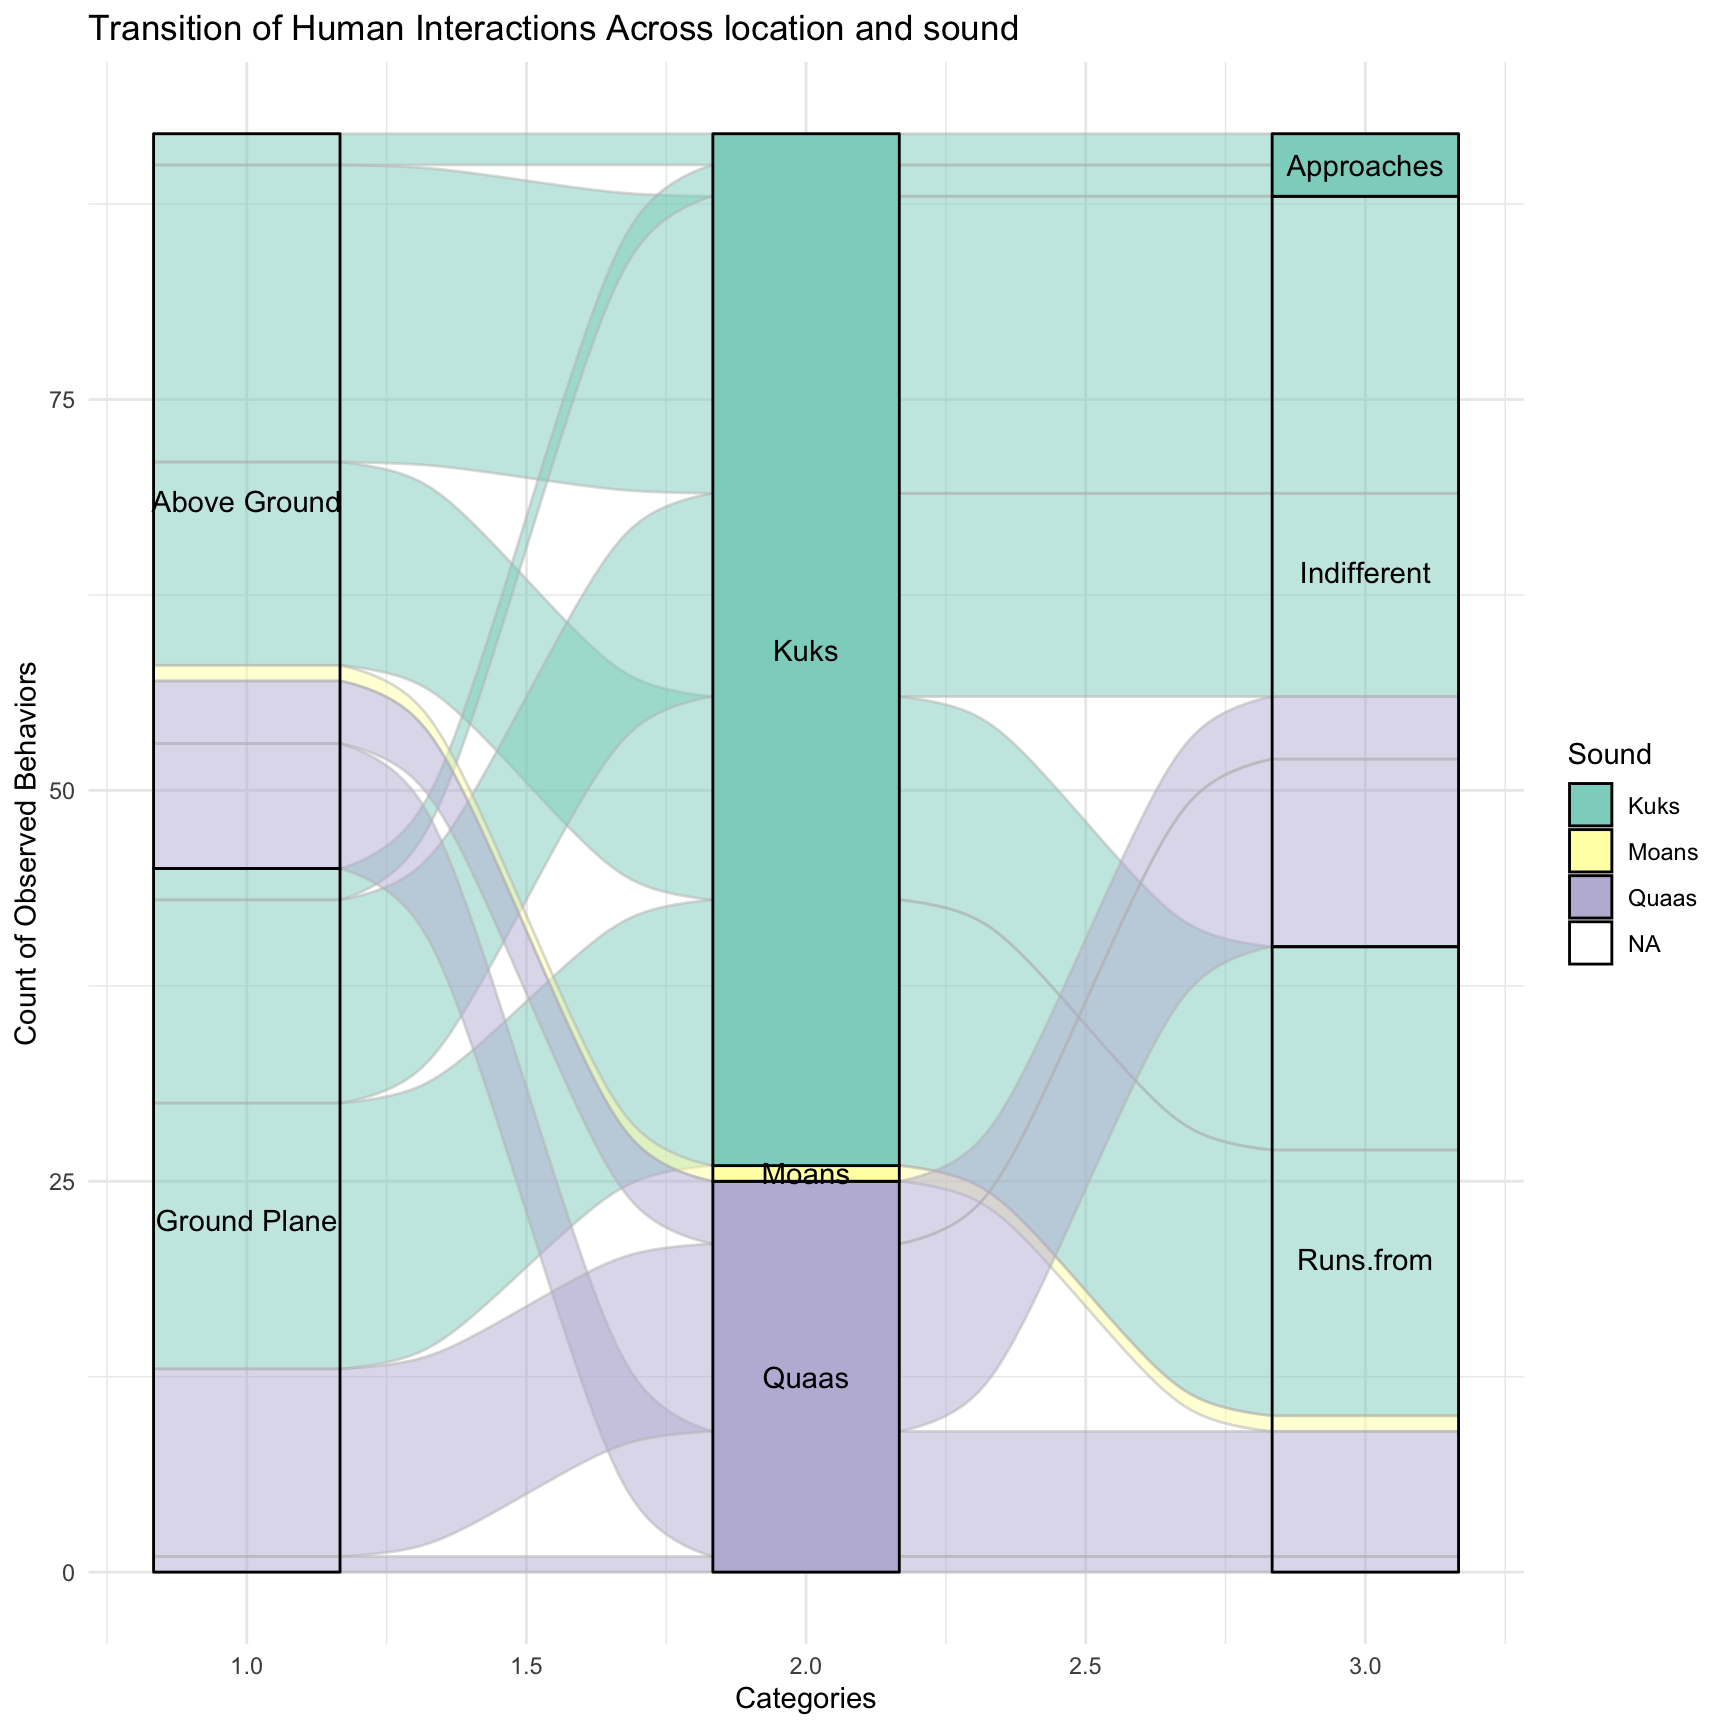 Transition of Human Interactions Across location and sound
Count of Observed Behaviors
75
50
25
0
Above Ground
Ground Plane
Kuks
Moans
Quaas
Approaches
Indifferent
Runs.from
Sound
Kuks
Moans
Quaas
NA
1.0
1.5
2.0
2.5
3.0
Categories